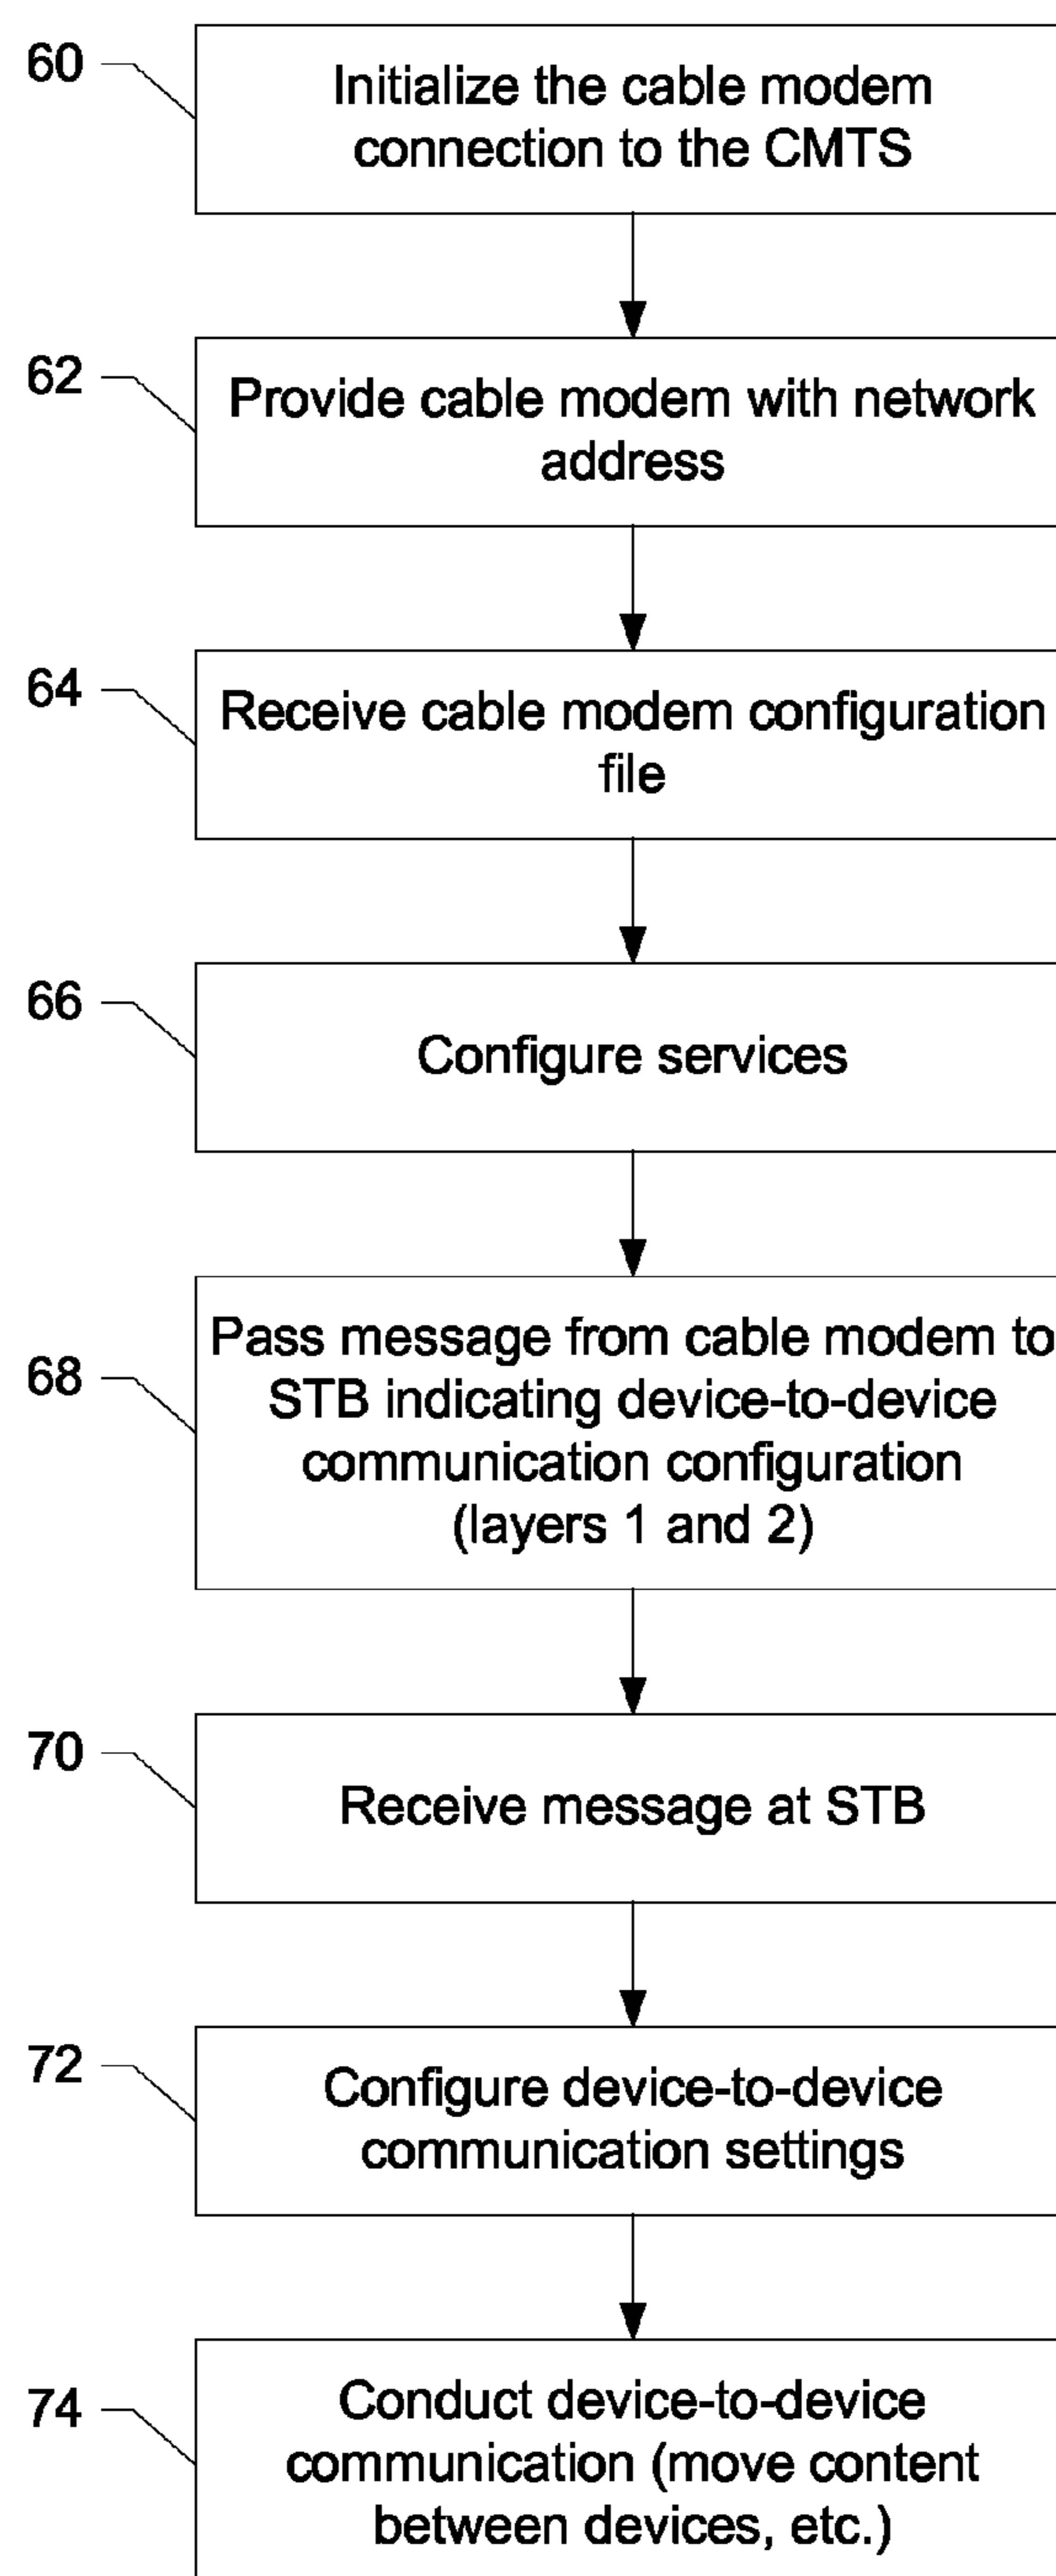 60
Initialize the cable modem
connection to the CMTS
62
Provide cable modem with network
address
64
Receive cable modem configuration
file
66
Configure services
68
Pass message from cable modem to
STB indicating device-to-device
communication configuration
(layers 1 and 2)
70
Receive message at STB
72
Configure device-to-device
communication settings
74
Conduct device-to-device
communication (move content
between devices, etc.)